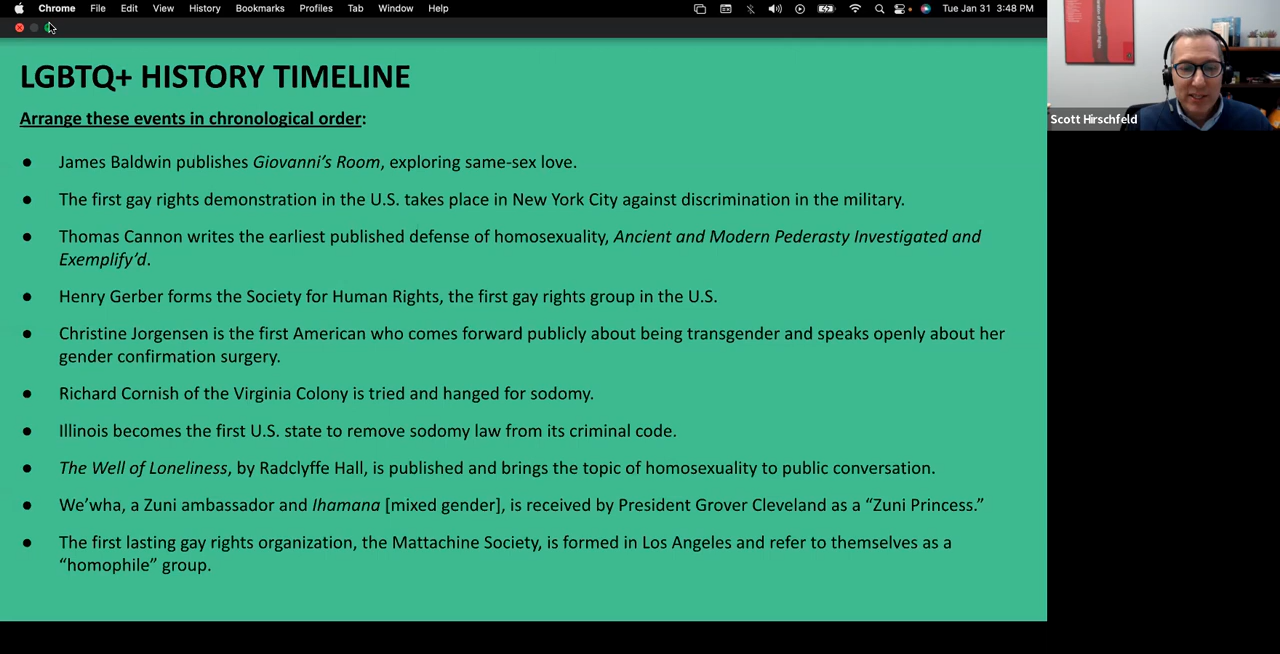 Chrome File Edit View History Bookmarks Profiles Tab Window Help Tue Jan 31 3:48 PM
LGBTQ+ HISTORY TIMELINE
Arrange these events in chronological order:
● James Baldwin publishes Giovanni's Room, exploring same-sex love.
● The first gay rights demonstration in the U.S. takes place in New York City against discrimination in the military.
● Thomas Cannon writes the earliest published defense of homosexuality, Ancient and Modern Pederasty Investigated and
Exemplify'd.
● Henry Gerber forms the Society for Human Rights, the first gay rights group in the U.S.
● Christine Jorgensen is the first American who comes forward publicly about being transgender and speaks openly about her
gender confirmation surgery.
● Richard Cornish of the Virginia Colony is tried and hanged for sodomy.
● Illinois becomes the first U.S. state to remove sodomy law from its criminal code.
● The Well of Loneliness, by Radclyffe Hall, is published and brings the topic of homosexuality to public conversation.
● We'wha, a Zuni ambassador and Ihamana [mixed gender], is received by President Grover Cleveland as a “Zuni Princess.”
● The first lasting gay rights organization, the Mattachine Society, is formed in Los Angeles and refer to themselves as a
“homophile” group.
Scott Hirschfeld